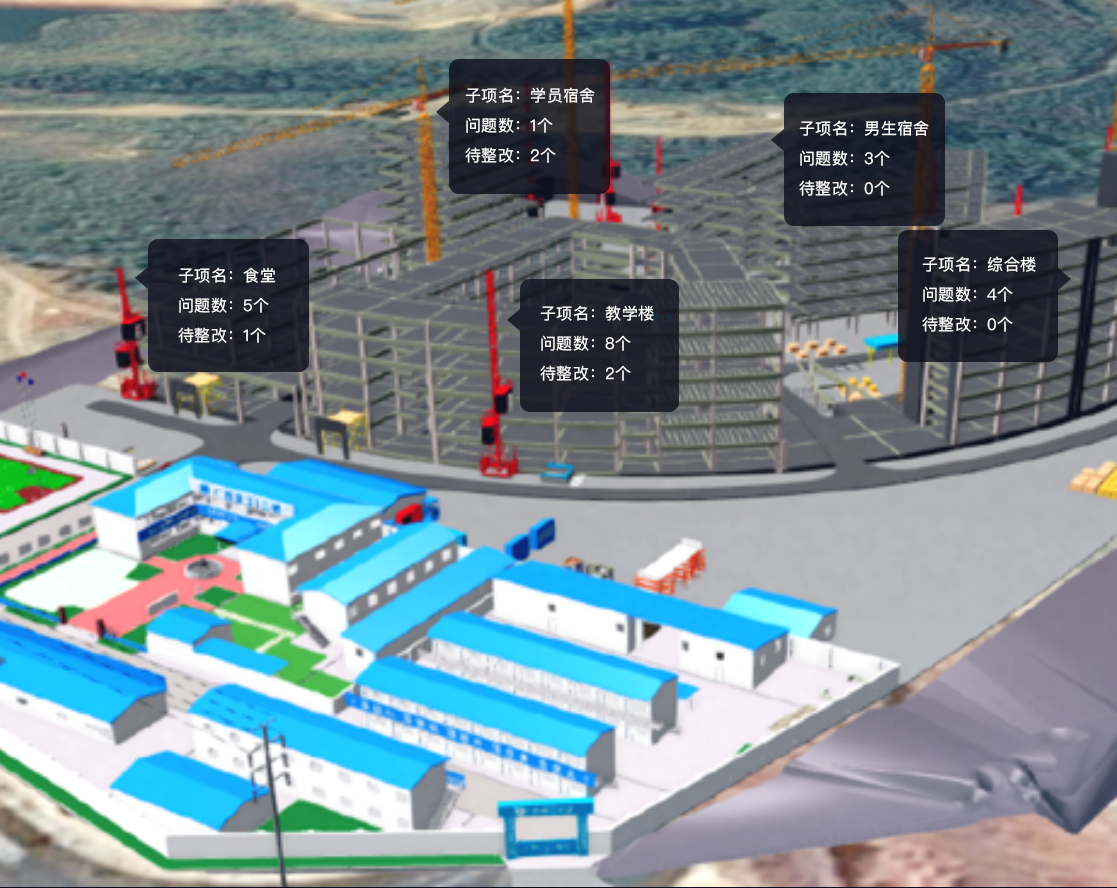 子项名：学员宿舍
问题数：1个
待整改：2个
子项名：男生宿舍
问题数：3个
待整改：0个
子项名：食堂
问题数：5个
待整改：1个
子项名：综合楼
问题数：4个
待整改：0个
子项名：教学楼
问题数：8个
待整改：2个